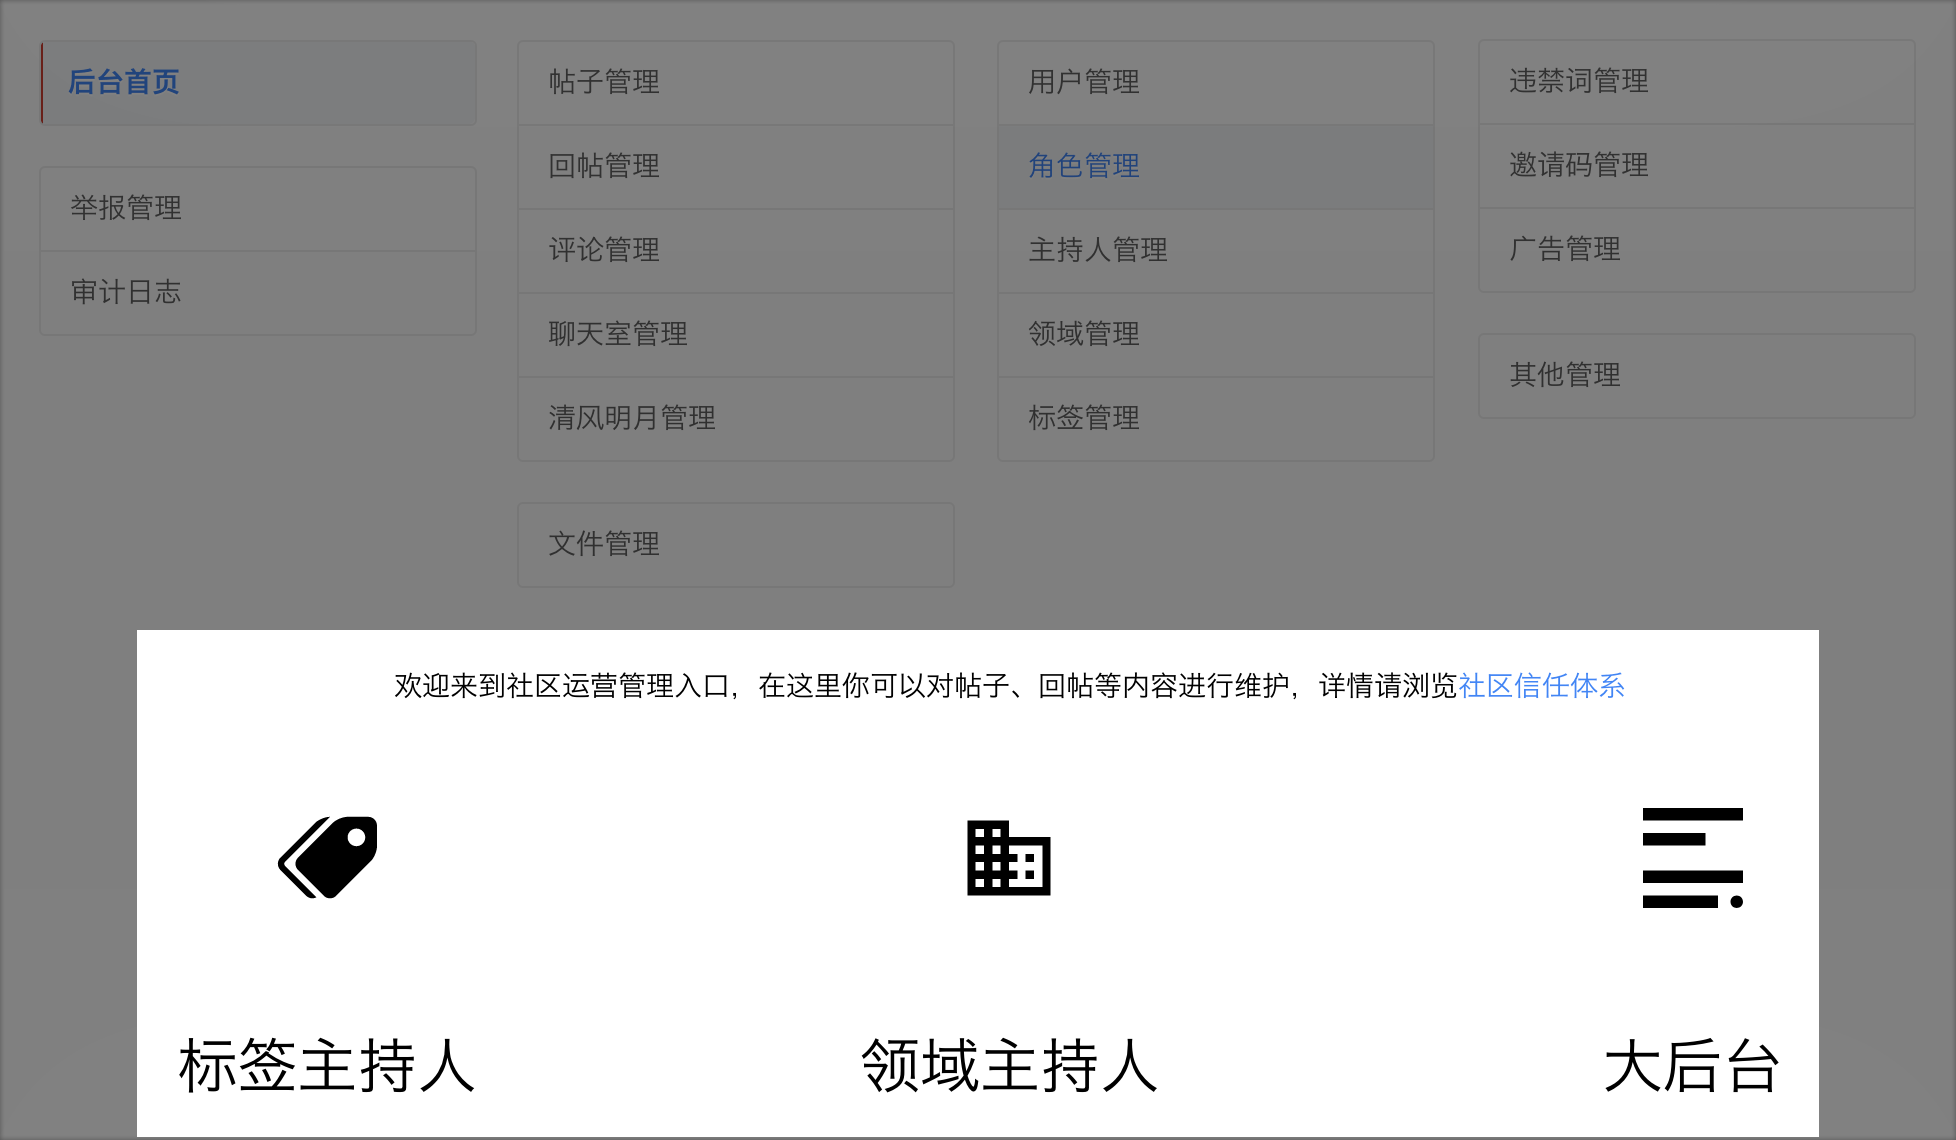 后台首页
举报管理
审计日志
帖子管理
回帖管理
评论管理
聊天室管理
清风明月管理
文件管理
用户管理
角色管理
主持人管理
领域管理
标签管理
违禁词管理
邀请码管理
广告管理
其他管理
欢迎来到社区运营管理入口，在这里你可以对帖子、回帖等内容进行维护，详情请浏览社区信任体系
标签主持人
领域主持人
大后台